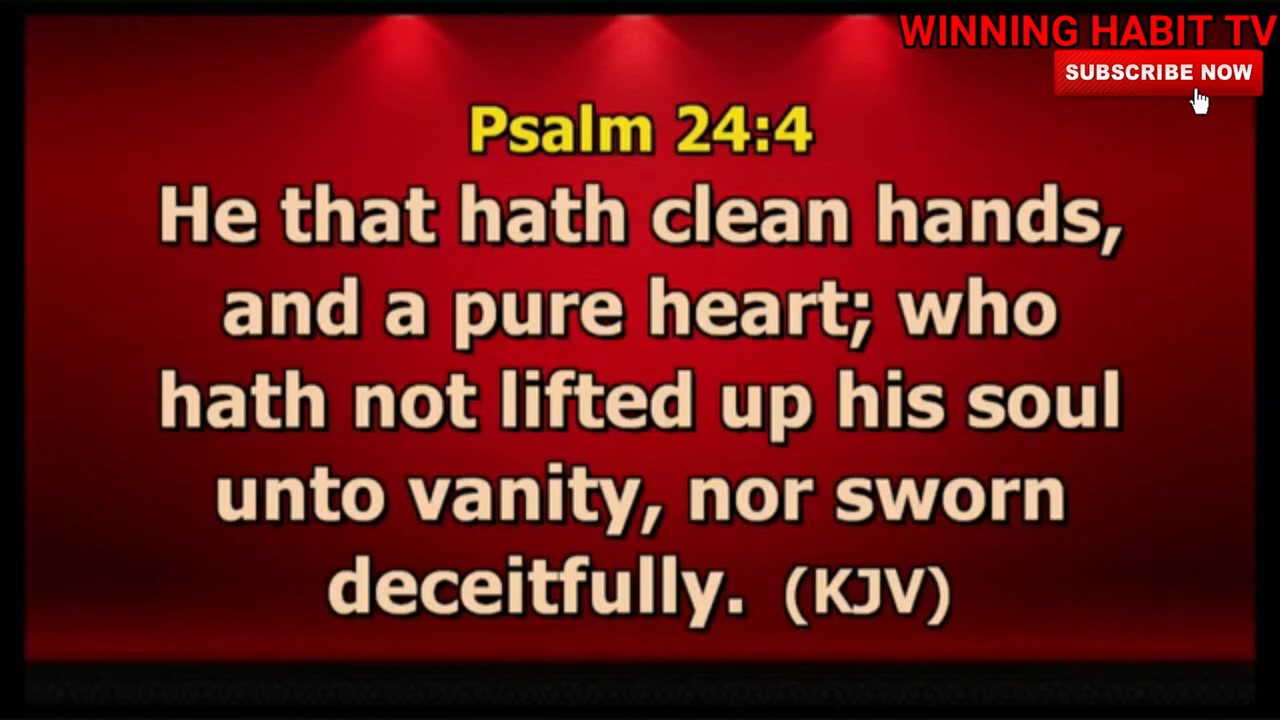 WINNING HABIT TV
SUBSCRIBE NOW
Psalm 24:4
He that hath clean hands,
and a pure heart; who
hath not lifted up his soul
unto vanity, nor sworn
deceitfully. (KJV)